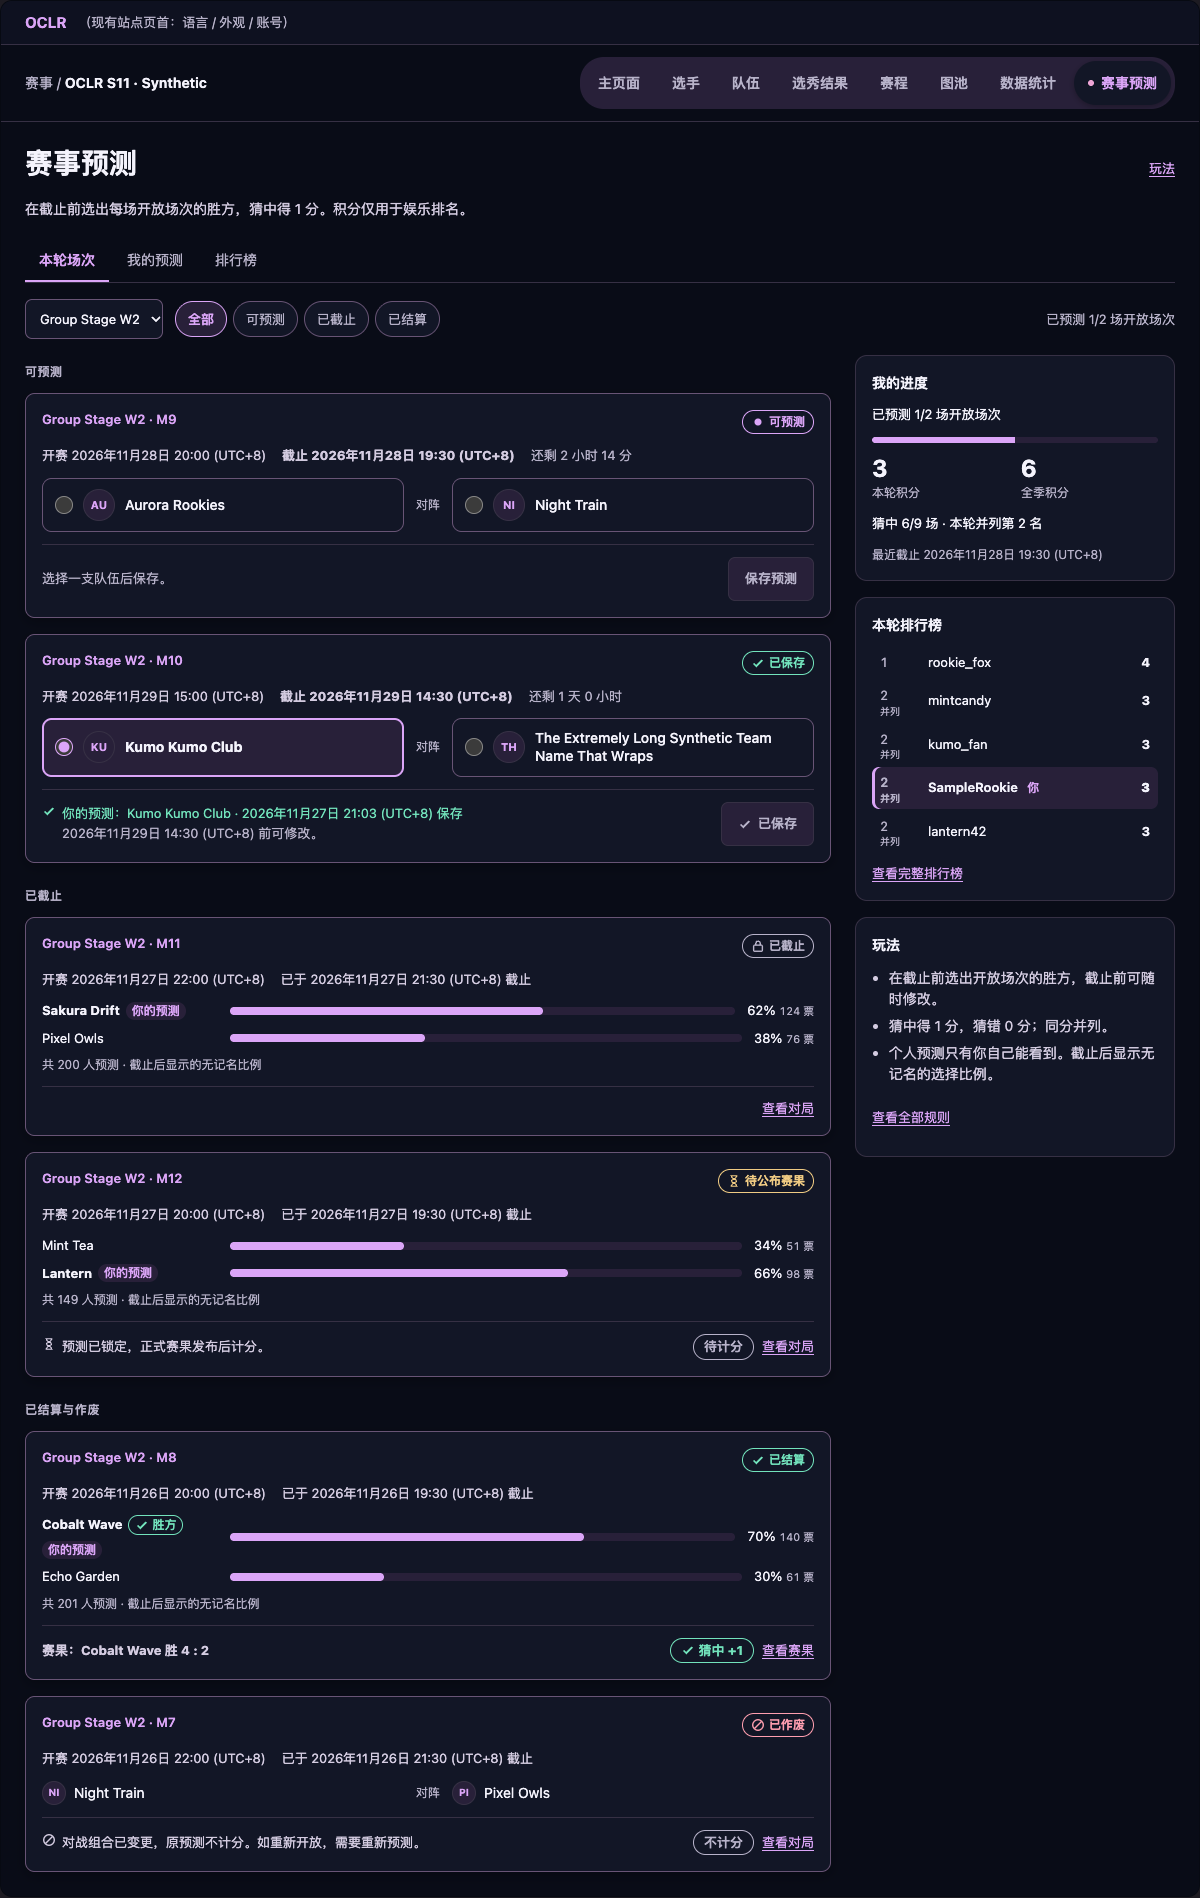 OCLR (现有站点页首：语言 / 外观 / 账号)
赛事 / OCLR S11 · Synthetic
主页面 选手 队伍 选秀结果 赛程 图池 数据统计 赛事预测
赛事预测
玩法
在截止前选出每场开放场次的胜方，猜中得 1 分。积分仅用于娱乐排名。
本轮场次 我的预测 排行榜
Group Stage W2 全部 可预测 已截止 已结算
已预测 1/2 场开放场次
可预测
Group Stage W2 · M9
可预测
开赛 2026年11月28日 20:00 (UTC+8) 截止 2026年11月28日 19:30 (UTC+8) 还剩 2 小时 14 分
AU Aurora Rookies 对阵 NI Night Train
选择一支队伍后保存。
保存预测
Group Stage W2 · M10
已保存
开赛 2026年11月29日 15:00 (UTC+8) 截止 2026年11月29日 14:30 (UTC+8) 还剩 1 天 0 小时
KU Kumo Kumo Club 对阵 TH The Extremely Long Synthetic Team
Name That Wraps
你的预测：Kumo Kumo Club · 2026年11月27日 21:03 (UTC+8) 保存
2026年11月29日 14:30 (UTC+8) 前可修改。
已保存
已截止
Group Stage W2 · M11
已截止
开赛 2026年11月27日 22:00 (UTC+8) 已于 2026年11月27日 21:30 (UTC+8) 截止
Sakura Drift 你的预测 62% 124 票
Pixel Owls 38% 76 票
共 200 人预测 · 截止后显示的无记名比例
查看对局
Group Stage W2 · M12
待公布赛果
开赛 2026年11月27日 20:00 (UTC+8) 已于 2026年11月27日 19:30 (UTC+8) 截止
Mint Tea 34% 51 票
Lantern 你的预测 66% 98 票
共 149 人预测 · 截止后显示的无记名比例
预测已锁定，正式赛果发布后计分。
待计分 查看对局
已结算与作废
Group Stage W2 · M8
已结算
开赛 2026年11月26日 20:00 (UTC+8) 已于 2026年11月26日 19:30 (UTC+8) 截止
Cobalt Wave 胜方
你的预测
70% 140 票
Echo Garden 30% 61 票
共 201 人预测 · 截止后显示的无记名比例
赛果：Cobalt Wave 胜 4 : 2
猜中 +1 查看赛果
Group Stage W2 · M7
已作废
开赛 2026年11月26日 22:00 (UTC+8) 已于 2026年11月26日 21:30 (UTC+8) 截止
NI Night Train 对阵 PI Pixel Owls
对战组合已变更，原预测不计分。如重新开放，需要重新预测。
不计分 查看对局
我的进度
已预测 1/2 场开放场次
3 6
本轮积分 全季积分
猜中 6/9 场 · 本轮并列第 2 名
最近截止 2026年11月28日 19:30 (UTC+8)
本轮排行榜
1 rookie_fox 4
2 并列 mintcandy 3
2 并列 kumo_fan 3
2 并列 SampleRookie 你 3
2 并列 lantern42 3
查看完整排行榜
玩法
在截止前选出开放场次的胜方，截止前可随
时修改。
猜中得 1 分，猜错 0 分；同分并列。
个人预测只有你自己能看到。截止后显示无
记名的选择比例。
查看全部规则